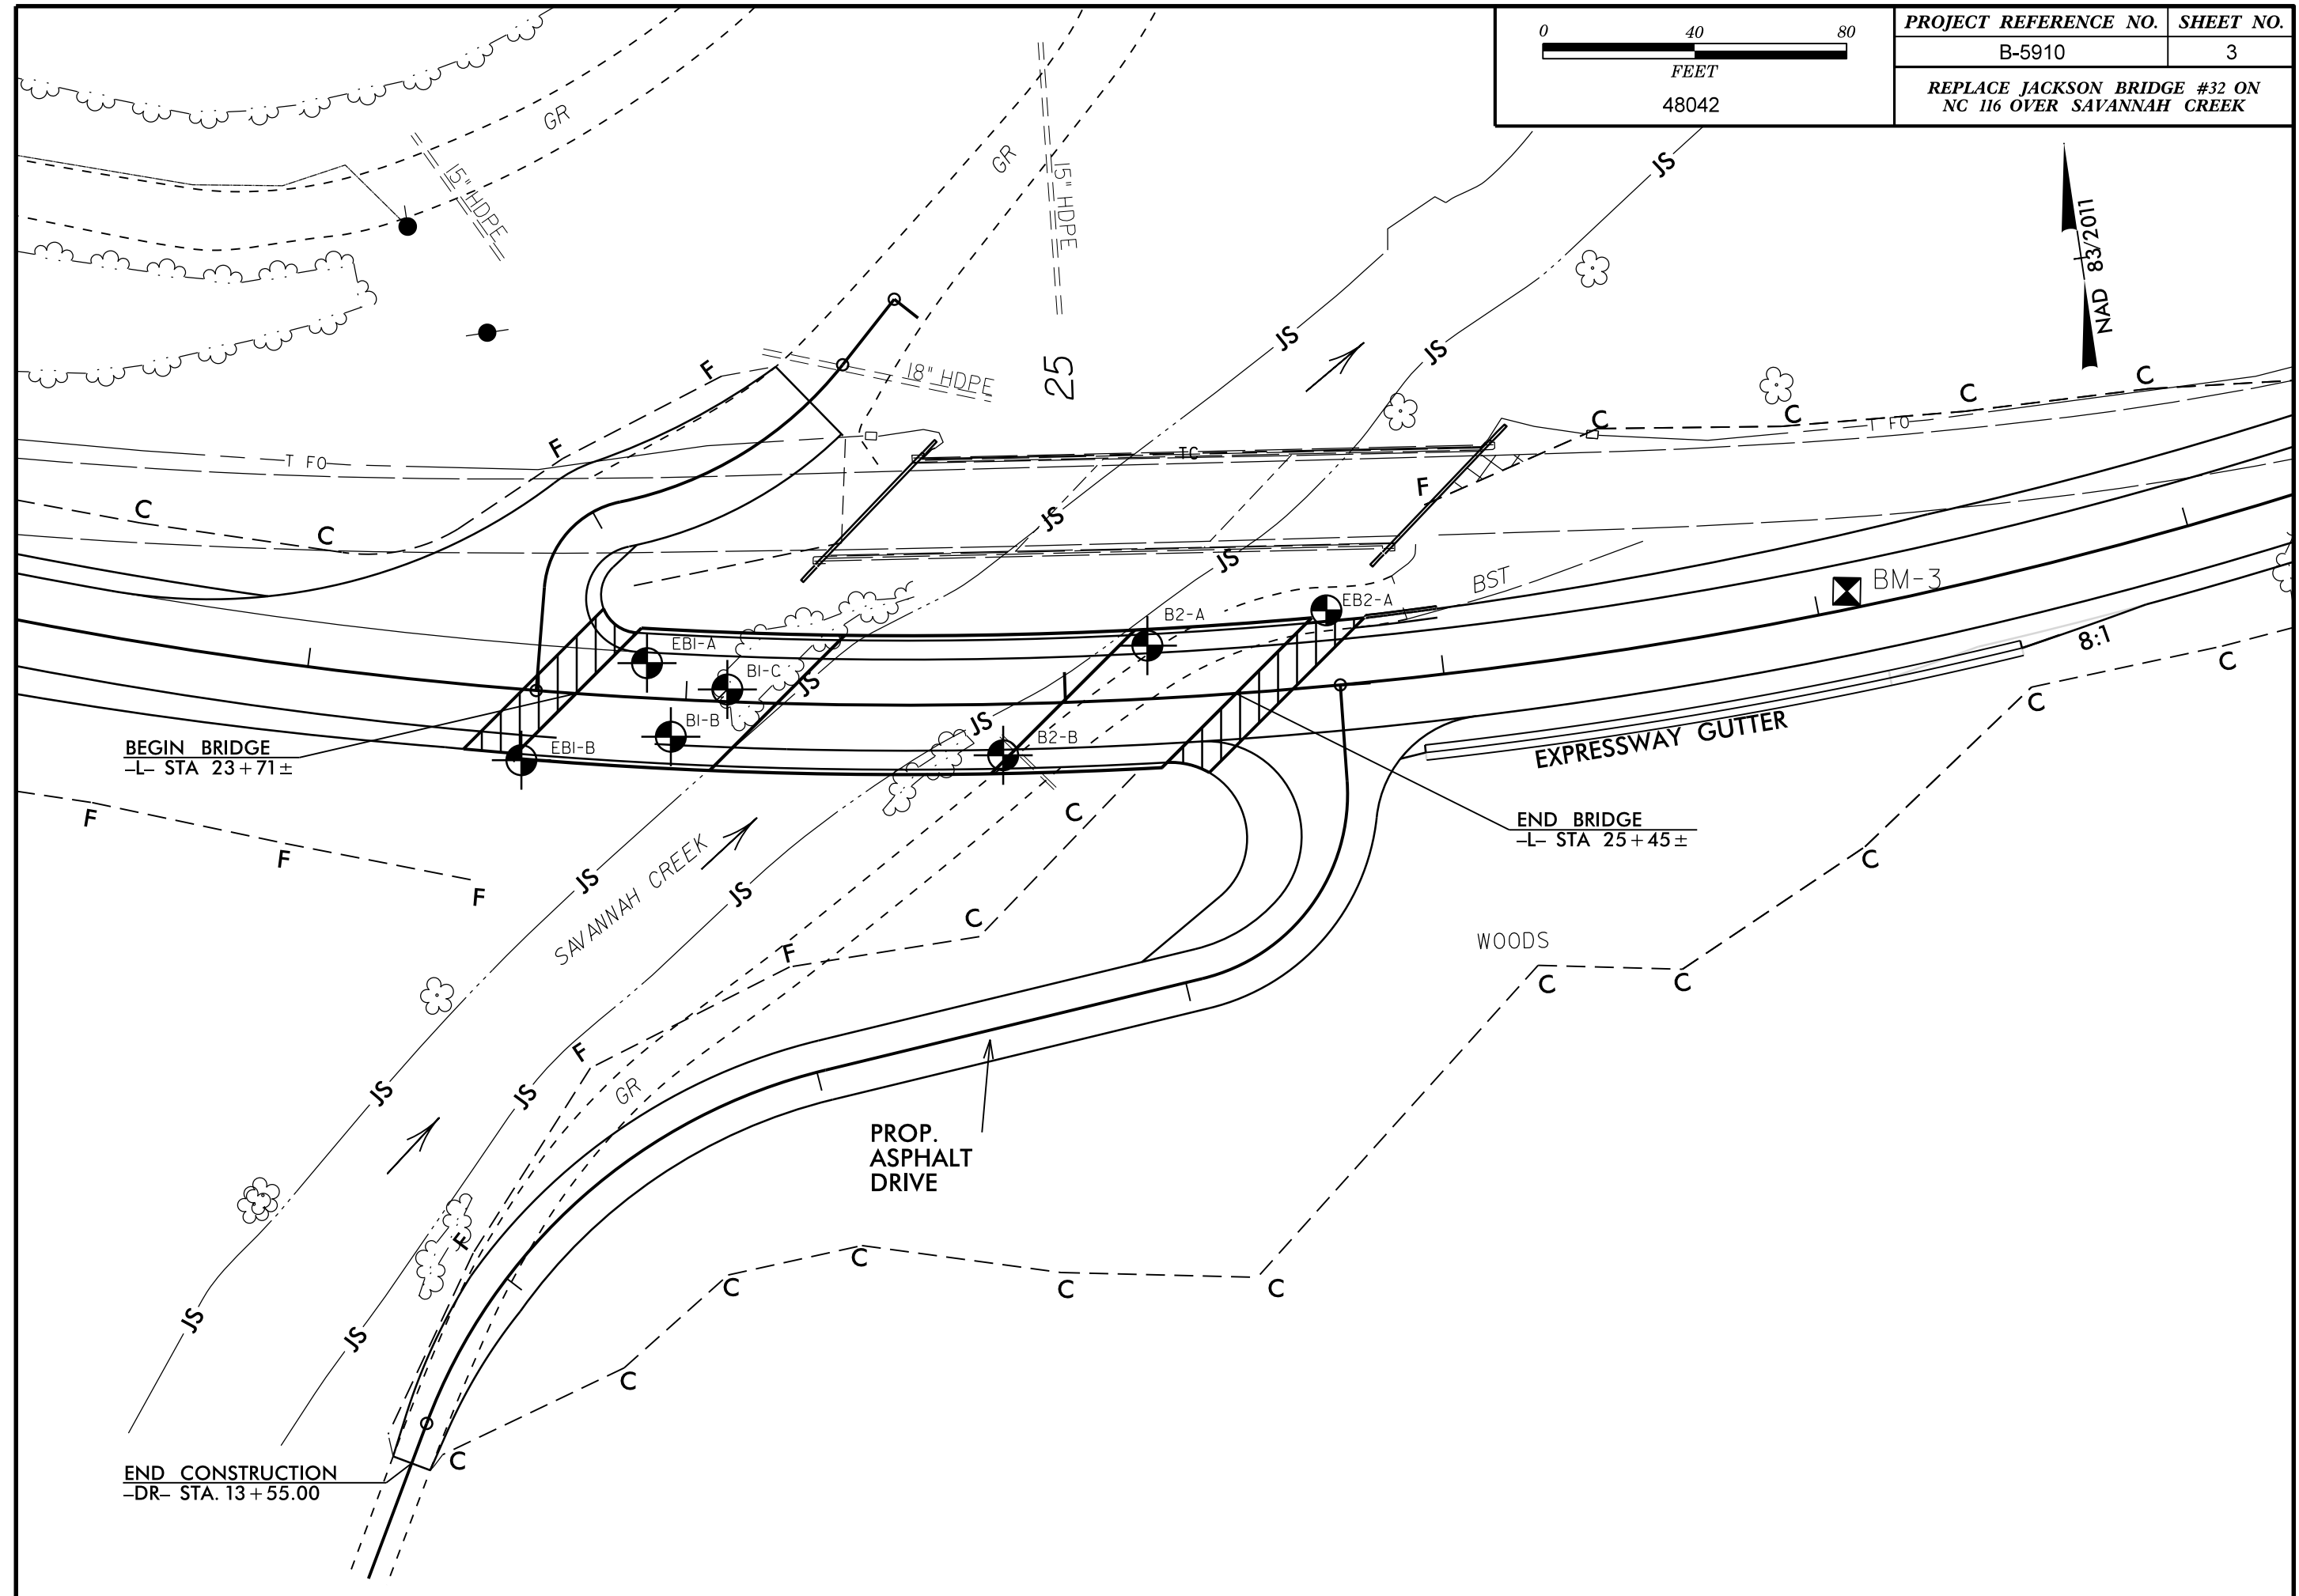 0 40 80
FEET
48042
PROJECT REFERENCE NO. SHEET NO.
B-5910 3
REPLACE JACKSON BRIDGE #32 ON
NC 116 OVER SAVANNAH CREEK
GR
15" HDPE
GR
15" HDPE
JS
NAD 83/2011
JS
JS
F
18" HDPE
25
C
C
C
C
F
T FO
T FO
TC
F
C
C
JS
JS
BST
BM-3
EB2-A
B2-A
EB1-A
B1-C
JS
8:1
C
C
B1-B
JS
B2-B
EB1-B
EXPRESSWAY GUTTER
BEGIN BRIDGE
-L- STA 23+71±
F
C
END BRIDGE
-L- STA 25+45±
F
C
JS
SAVANNAH CREEK
JS
F
C
F
WOODS
C
C
F
GR
JS
JS
PROP.
ASPHALT
DRIVE
F
C
C
C
C
JS
JS
C
C
END CONSTRUCTION
-DR- STA. 13+55.00